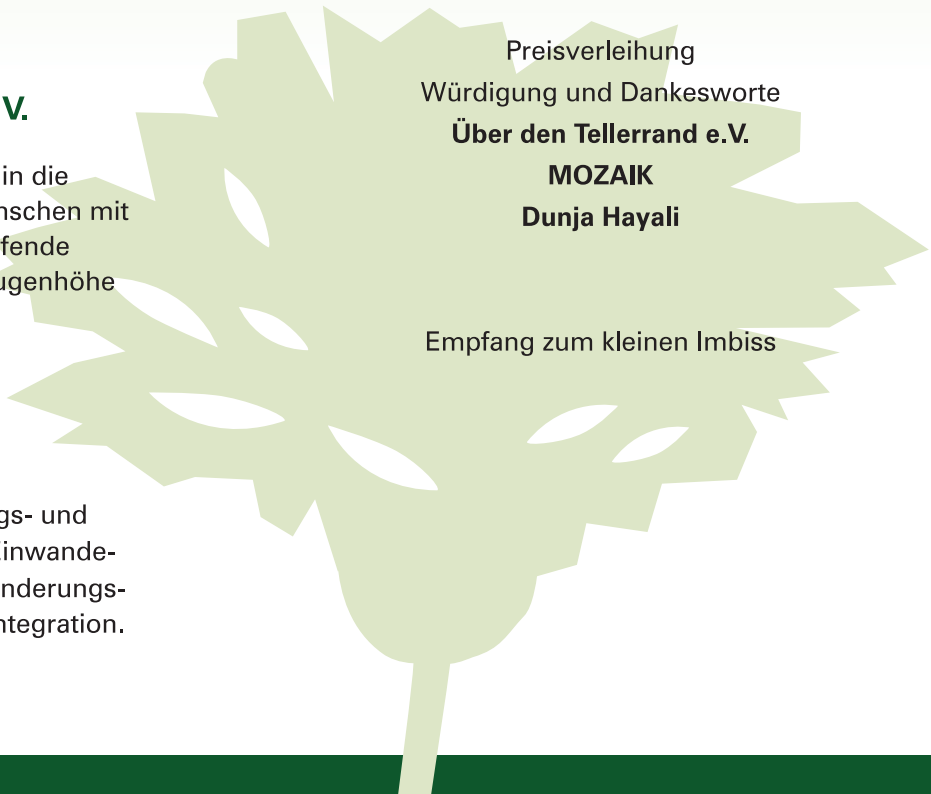 V.
in die
nschen mit
fende
ugenhöhe
gs- und
Einwande-
nderungs-
ntegration.
Preisverleihung
Würdigung und Dankesworte
Über den Tellerrand e.V.
MOZAIK
Dunja Hayali
Empfang zum kleinen Imbiss